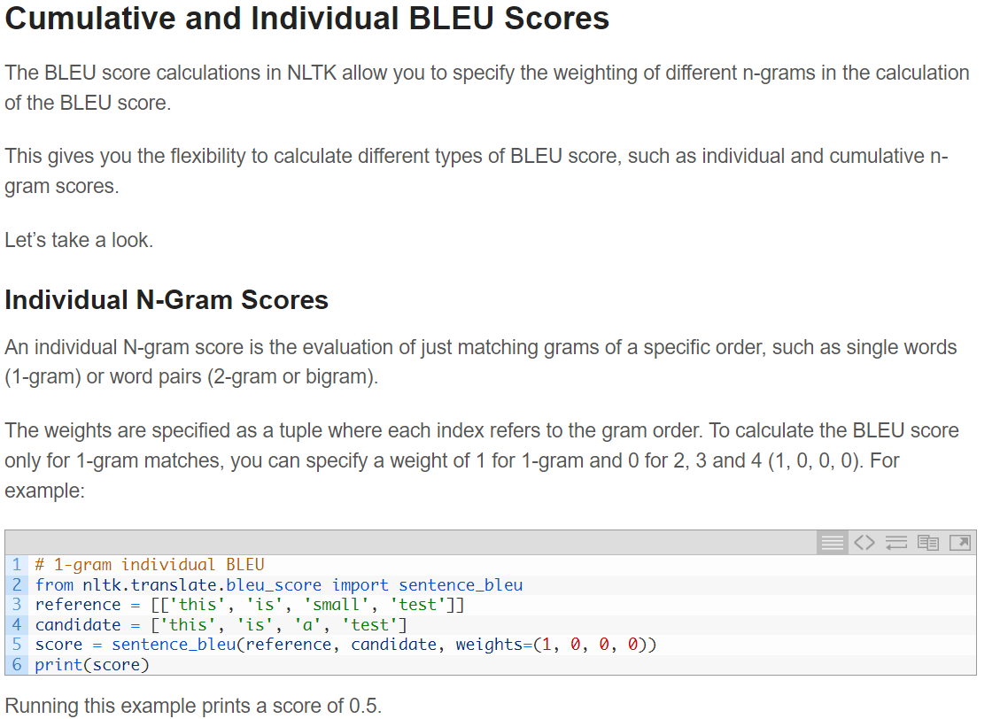 Cumulative and Individual BLEU Scores
The BLEU score calculations in NLTK allow you to specify the weighting of different n-grams in the calculation
of the BLEU score.
This gives you the flexibility to calculate different types of BLEU score, such as individual and cumulative n-
gram scores.
Let’s take a look.
Individual N-Gram Scores
An individual N-gram score is the evaluation of just matching grams of a specific order, such as single words
(1-gram) or word pairs (2-gram or bigram).
The weights are specified as a tuple where each index refers to the gram order. To calculate the BLEU score
only for 1-gram matches, you can specify a weight of 1 for 1-gram and 0 for 2, 3 and 4 (1, 0, 0, 0). For
example:
1 # 1-gram individual BLEU
2 from nltk.translate.bleu_score import sentence_bleu
3 reference = [['this', 'is', 'small', 'test']]
4 candidate = ['this', 'is', 'a', 'test']
5 score = sentence_bleu(reference, candidate, weights=(1, 0, 0, 0))
6 print(score)
Running this example prints a score of 0.5.